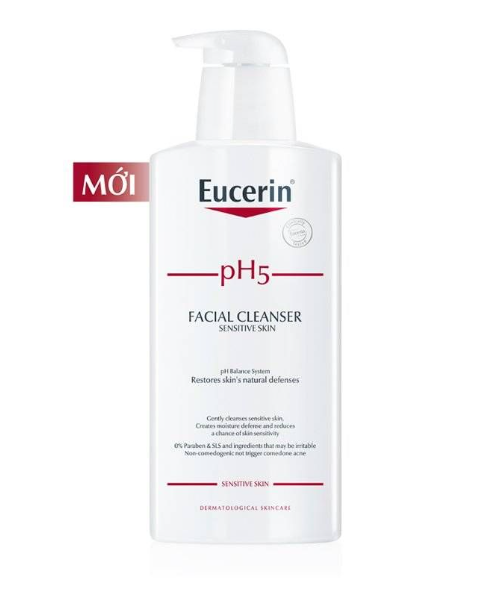 MỚI
Eucerin®
pH5
FACIAL CLEANSER
SENSITIVE SKIN
pH Balance System
Restores skin's natural defenses
Gently cleanses sensitive skin,
Creates moisture defense and reduces
a chance of skin sensitivity
0% Paraben & SLS and ingredients that may be irritable
Non-comedogenic not trigger comedone acne
SENSITIVE SKIN
DERMATOLOGICAL SKINCARE